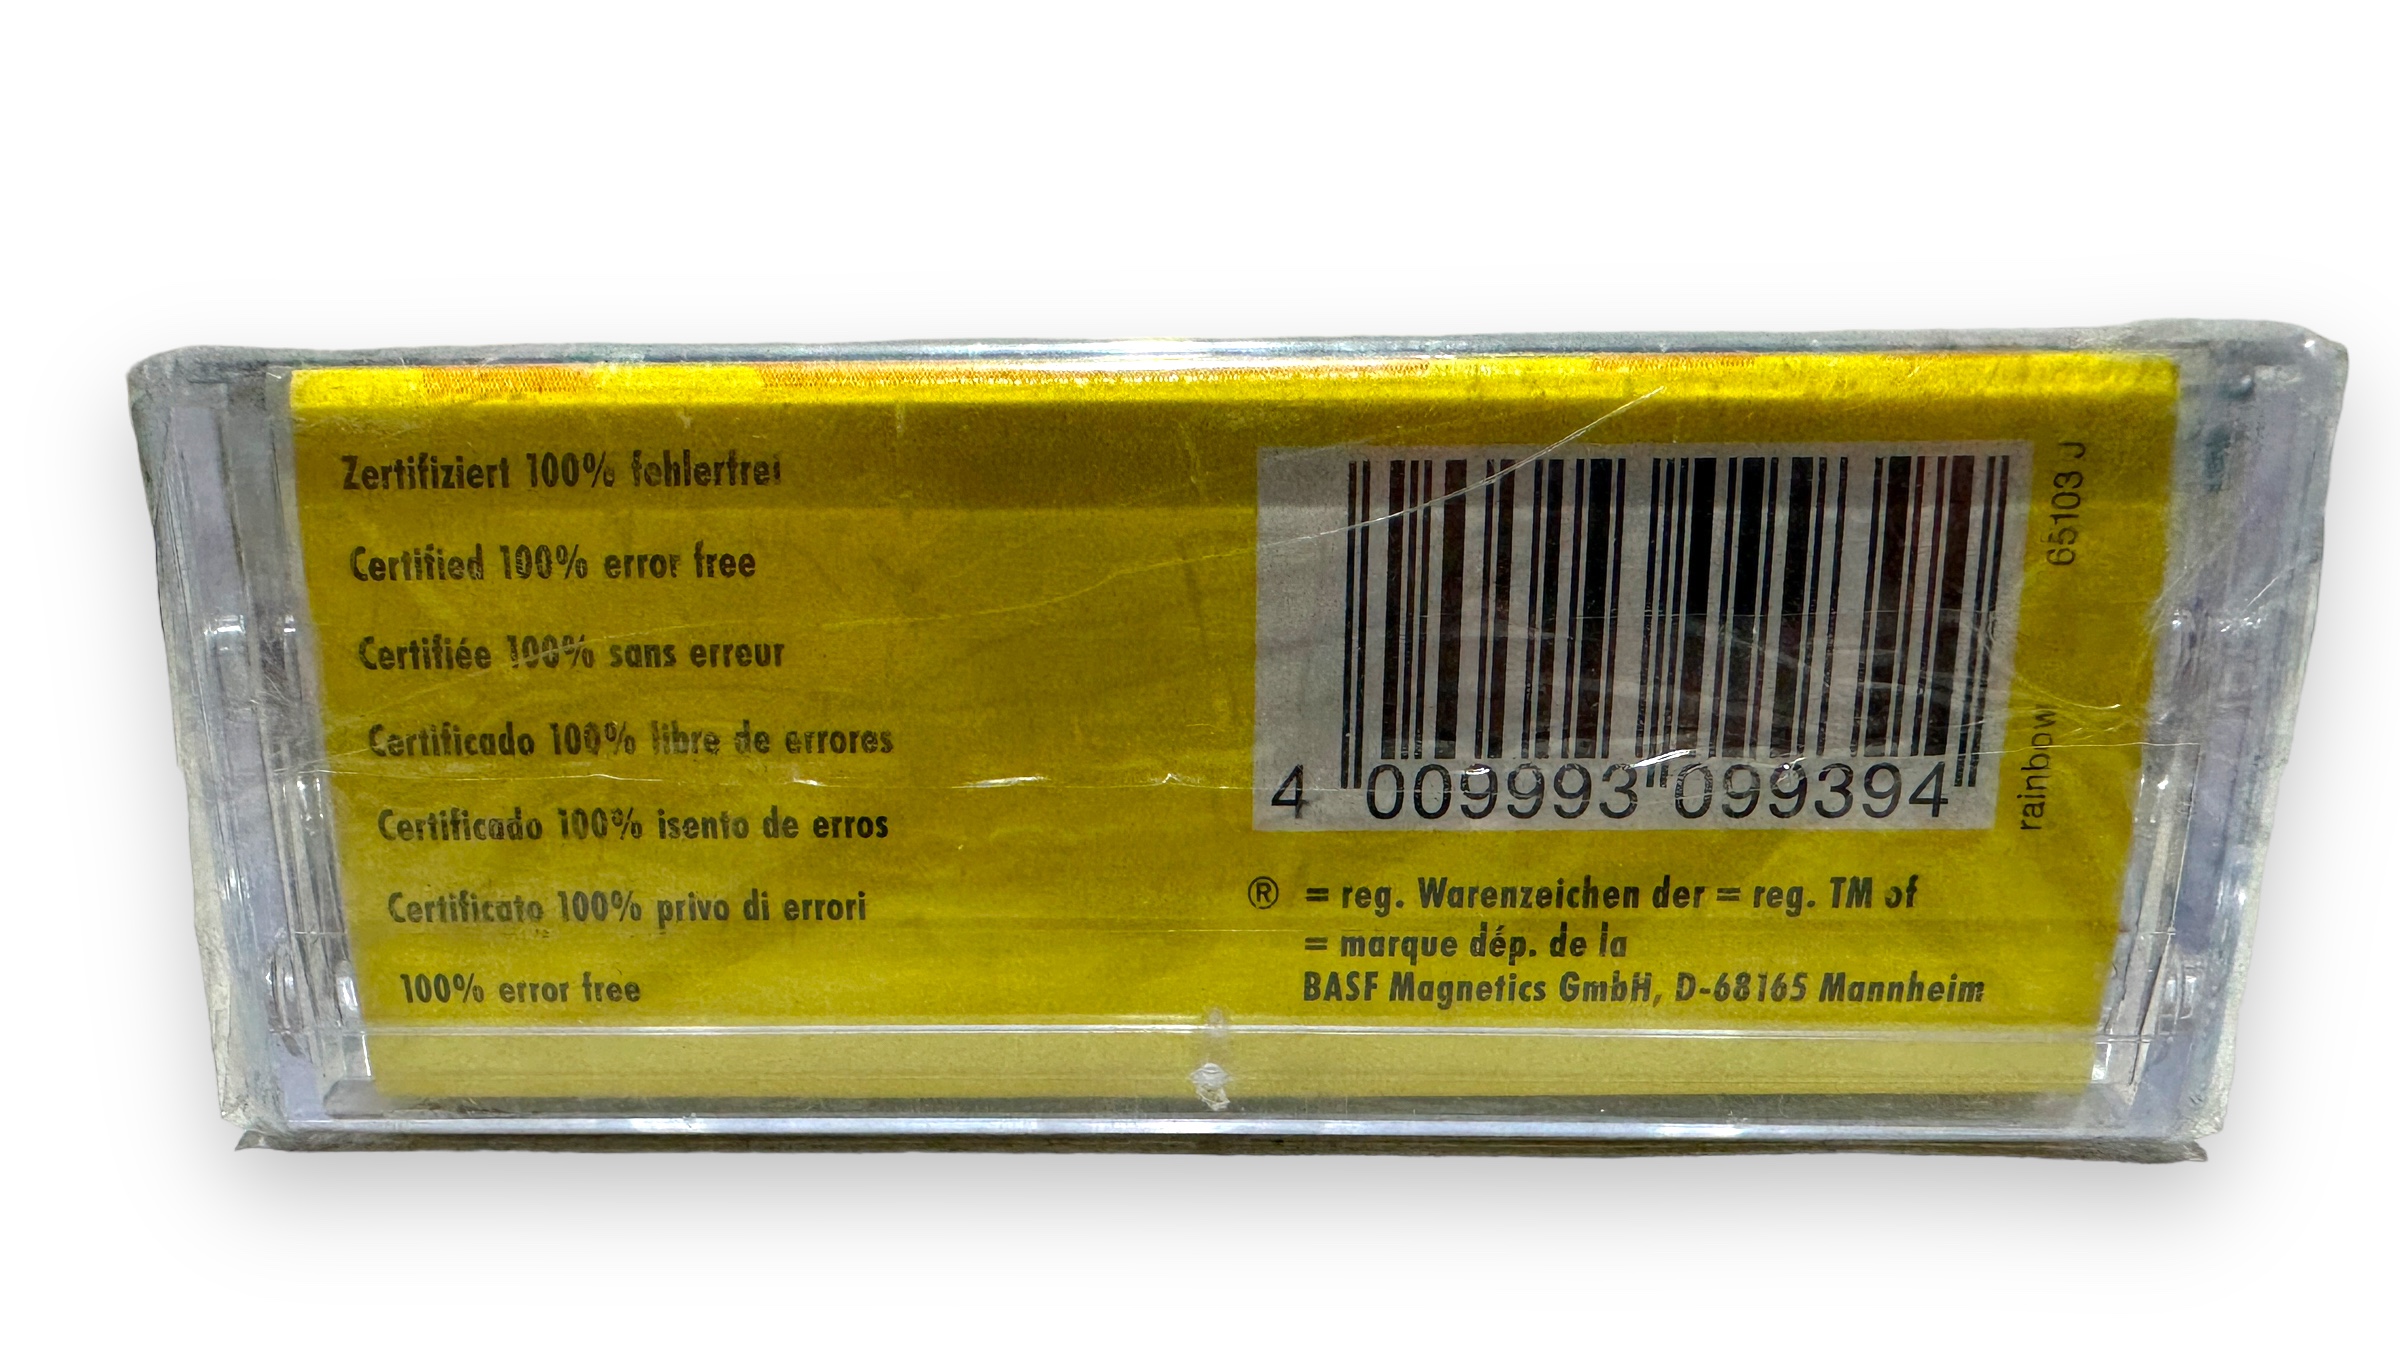 Zertifiziert 100% fehlerfrei
Certified 100% error free
Certifiée 100% sans erreur
Certificado 100% libre de errores
Certificado 100% isento de erros
Certificato 100% privo di errori
100% error free
4 009993 099394
rainbow 65103 J
® = reg. Warenzeichen der = reg. TM of
= marque dép. de la
BASF Magnetics GmbH, D-68165 Mannheim